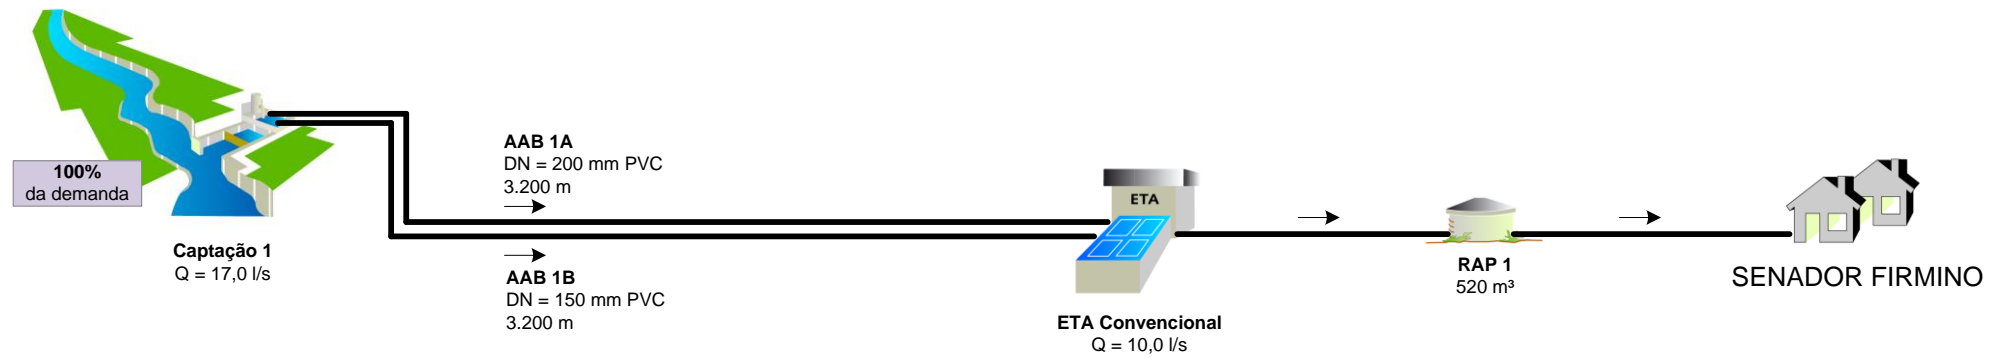 100%
da demanda
Captação 1
Q = 17,0 l/s
AAB 1A
DN = 200 mm PVC
3.200 m
AAB 1B
DN = 150 mm PVC
3.200 m
ETA
ETA Convencional
Q = 10,0 l/s
RAP 1
520 m³
SENADOR FIRMINO